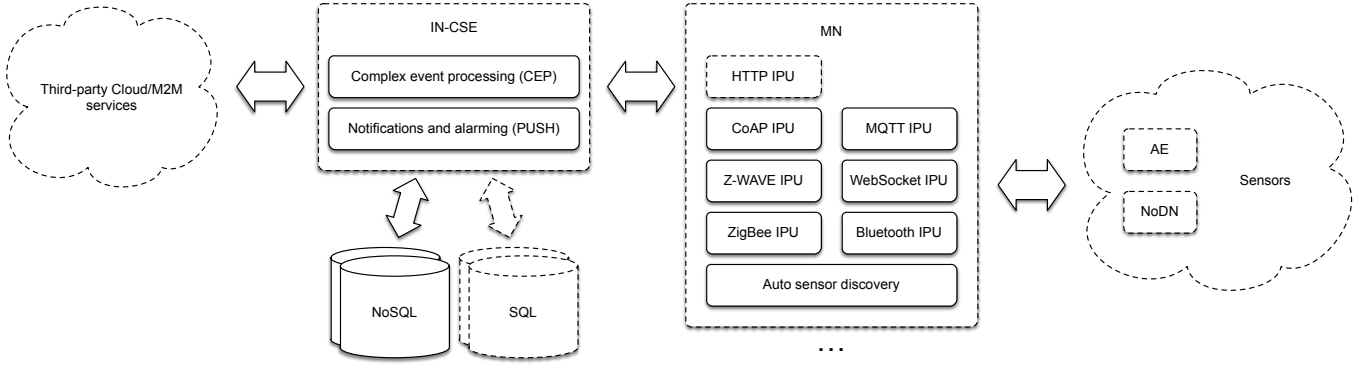 Third-party Cloud/M2M
services
IN-CSE
Complex event processing (CEP)
Notifications and alarming (PUSH)
NoSQL
SQL
MN
HTTP IPU
CoAP IPU
MQTT IPU
Z-WAVE IPU
WebSocket IPU
ZigBee IPU
Bluetooth IPU
Auto sensor discovery
...
AE
NoDN
Sensors